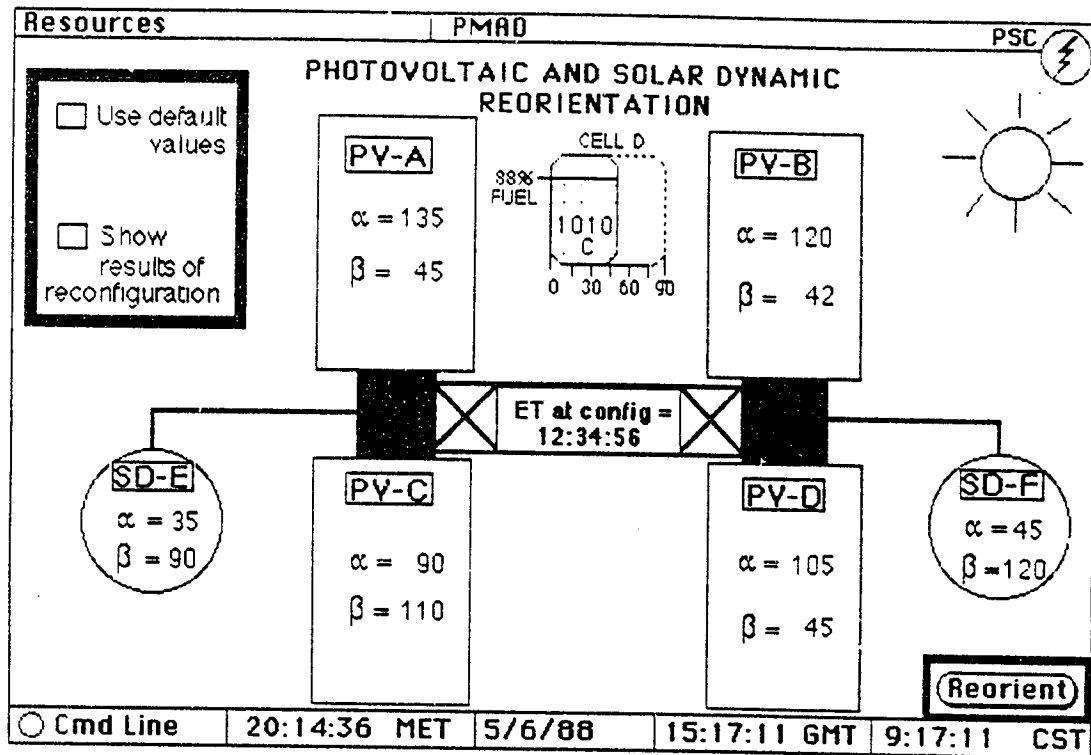 Resources
PMAD
PSC
PHOTOVOLTAIC AND SOLAR DYNAMIC
REORIENTATION
Use default
values
Show
results of
reconfiguration
PV-A
α = 135
β = 45
CELL D
88%
FUEL
1010
C
0 30 60 90
PV-B
α = 120
β = 42
ET at config =
12:34:56
SD-E
α = 35
β = 90
PV-C
α = 90
β = 110
PV-D
α = 105
β = 45
SD-F
α = 45
β = 120
Reorient
Cmd Line
20:14:36 MET
5/6/88
15:17:11 GMT
9:17:11 CST